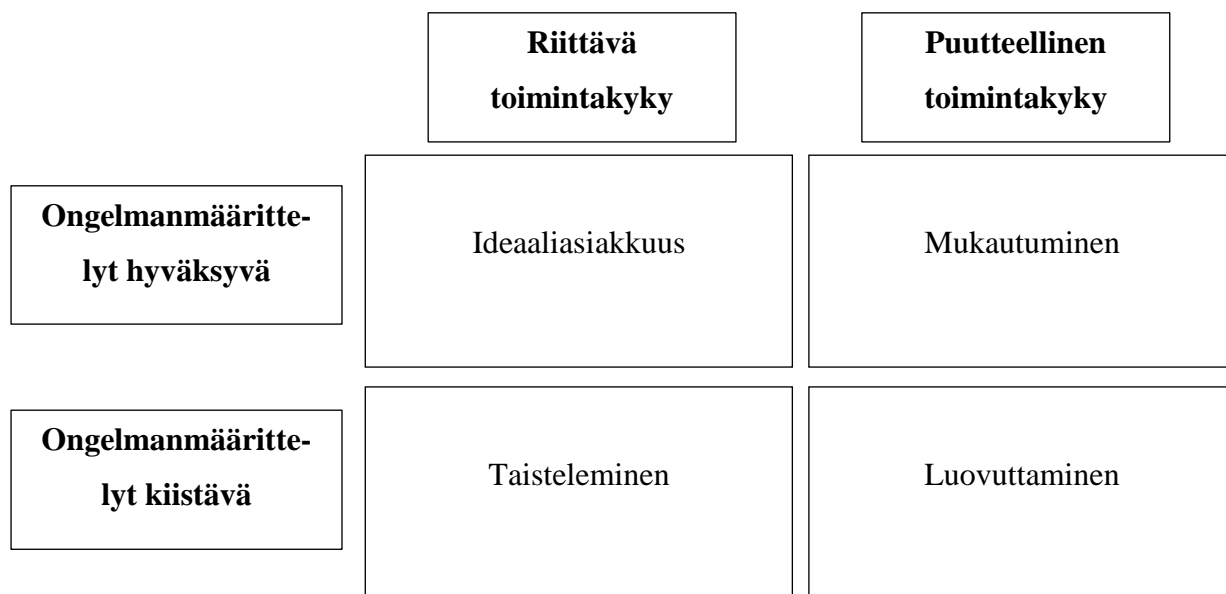 Riittävä
toimintakyky
Puutteellinen
toimintakyky
Ongelmanmääritte-
lyt hyväksyvä
Ideaaliasiakkuus
Mukautuminen
Ongelmanmääritte-
lyt kiistävä
Taisteleminen
Luovuttaminen